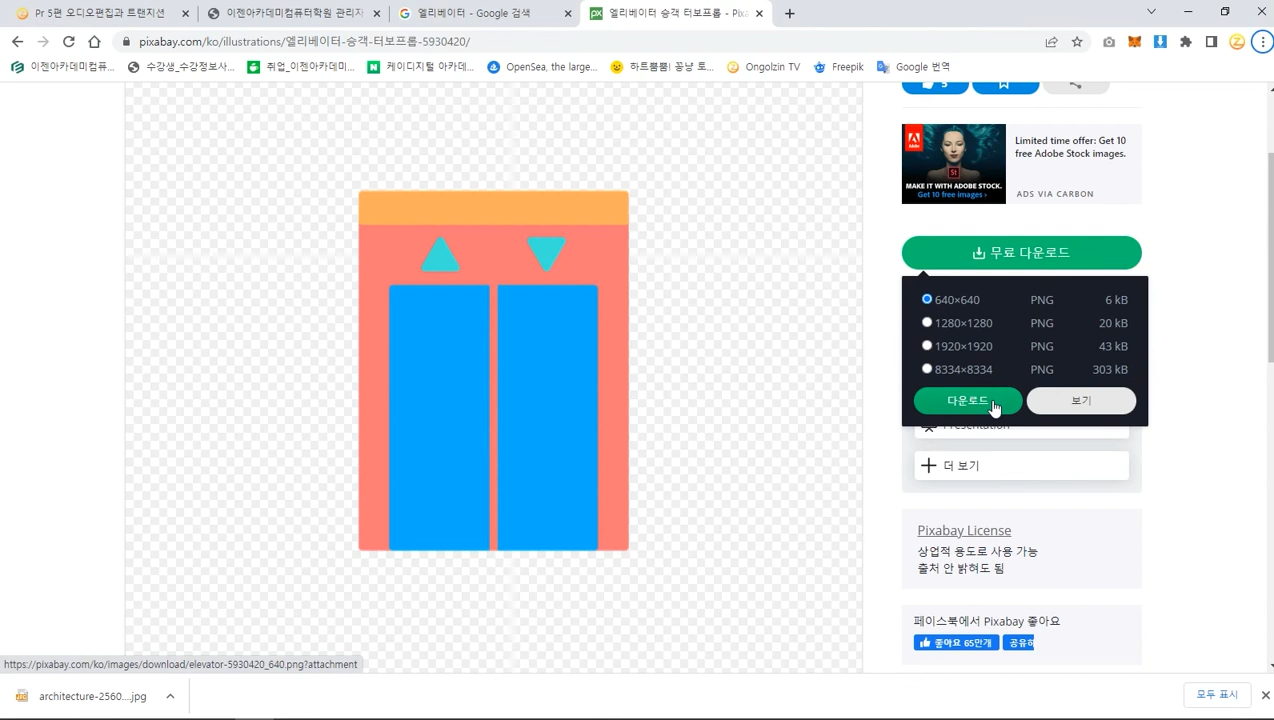 Pr 5편 오디오편집과 트랜지션
이젠아카데미컴퓨터학원 관리자
엘리베이터 - Google 검색
엘리베이터 승객 터보프롭 - Pixa
pixabay.com/ko/illustrations/엘리베이터-승객-터보프롭-5930420/
이젠아카데미컴퓨...
수강생_수강정보사...
취업_이젠아카데미...
케이디지털 아카데...
OpenSea, the large...
하트뿜뿜! 꽁냥 토...
Ongolzin TV
Freepik
Google 번역
5
MAKE IT WITH ADOBE STOCK.
Get 10 free images ›
Limited time offer: Get 10
free Adobe Stock images.
ADS VIA CARBON
무료 다운로드
640×640 PNG 6 kB
1280×1280 PNG 20 kB
1920×1920 PNG 43 kB
8334×8334 PNG 303 kB
다운로드
보기
Presentation
더 보기
Pixabay License
상업적 용도로 사용 가능
출처 안 밝혀도 됨
페이스북에서 Pixabay 좋아요
좋아요 65만개
공유하
https://pixabay.com/ko/images/download/elevator-5930420_640.png?attachment
architecture-2560....jpg
모두 표시